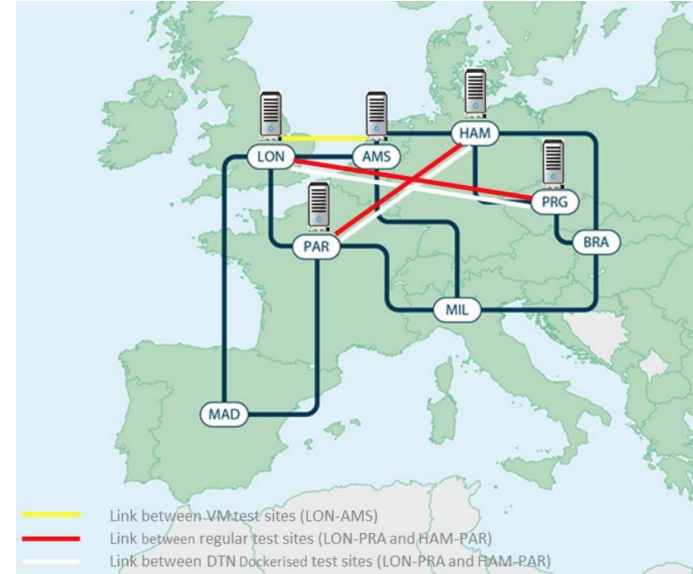 HAM
LON
AMS
PRG
PAR
BRA
MIL
MAD
Link between VM test sites (LON-AMS)
Link between regular test sites (LON-PRA and HAM-PAR)
Link between DTN Dockerised test sites (LON-PRA and HAM-PAR)